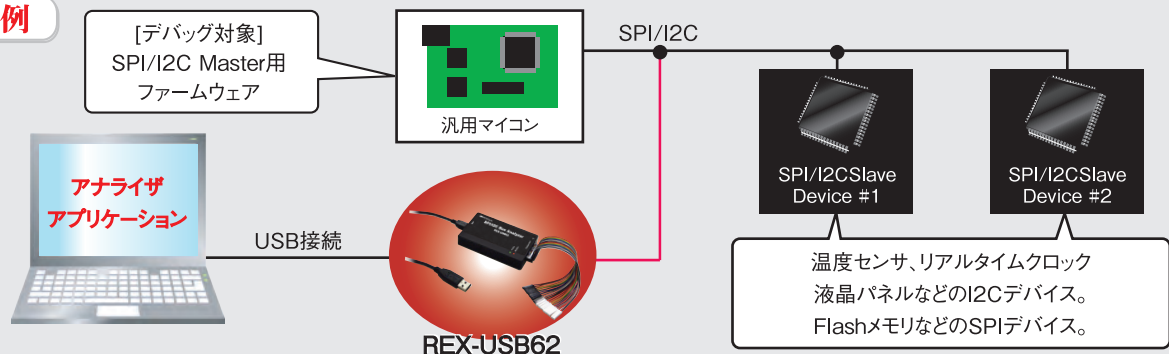 例
[デバッグ対象]
SPI/I2C Master用
ファームウェア
汎用マイコン
SPI/I2C
SPI/I2CSlave
Device #1
SPI/I2CSlave
Device #2
アナライザ
アプリケーション
USB接続
REX-USB62
温度センサ、リアルタイムクロック
液晶パネルなどのI2Cデバイス。
FlashメモリなどのSPIデバイス。